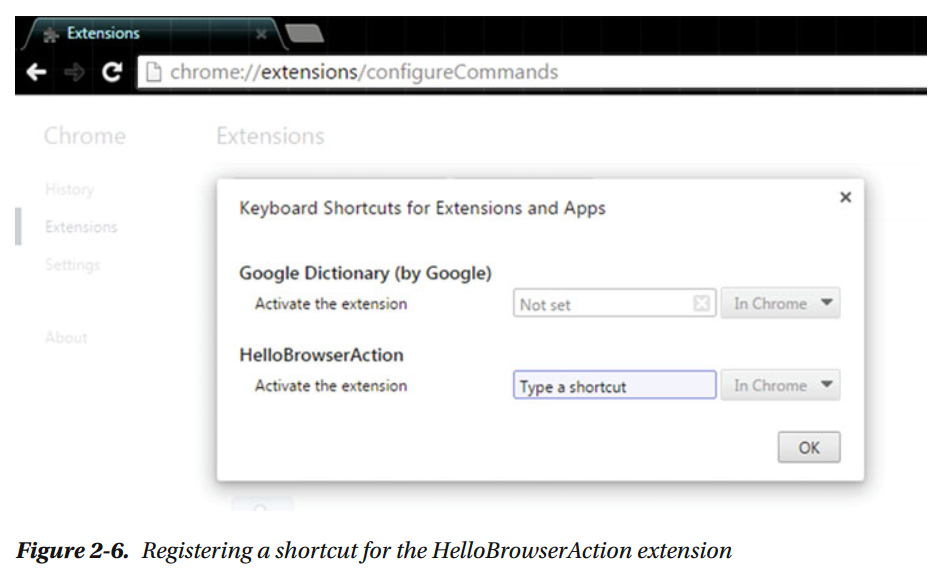 Extensions
chrome://extensions/configureCommands
Chrome
Extensions
History
Extensions
Settings
About
Keyboard Shortcuts for Extensions and Apps
Google Dictionary (by Google)
Activate the extension Not set In Chrome
HelloBrowserAction
Activate the extension Type a shortcut In Chrome
OK
Figure 2-6. Registering a shortcut for the HelloBrowserAction extension